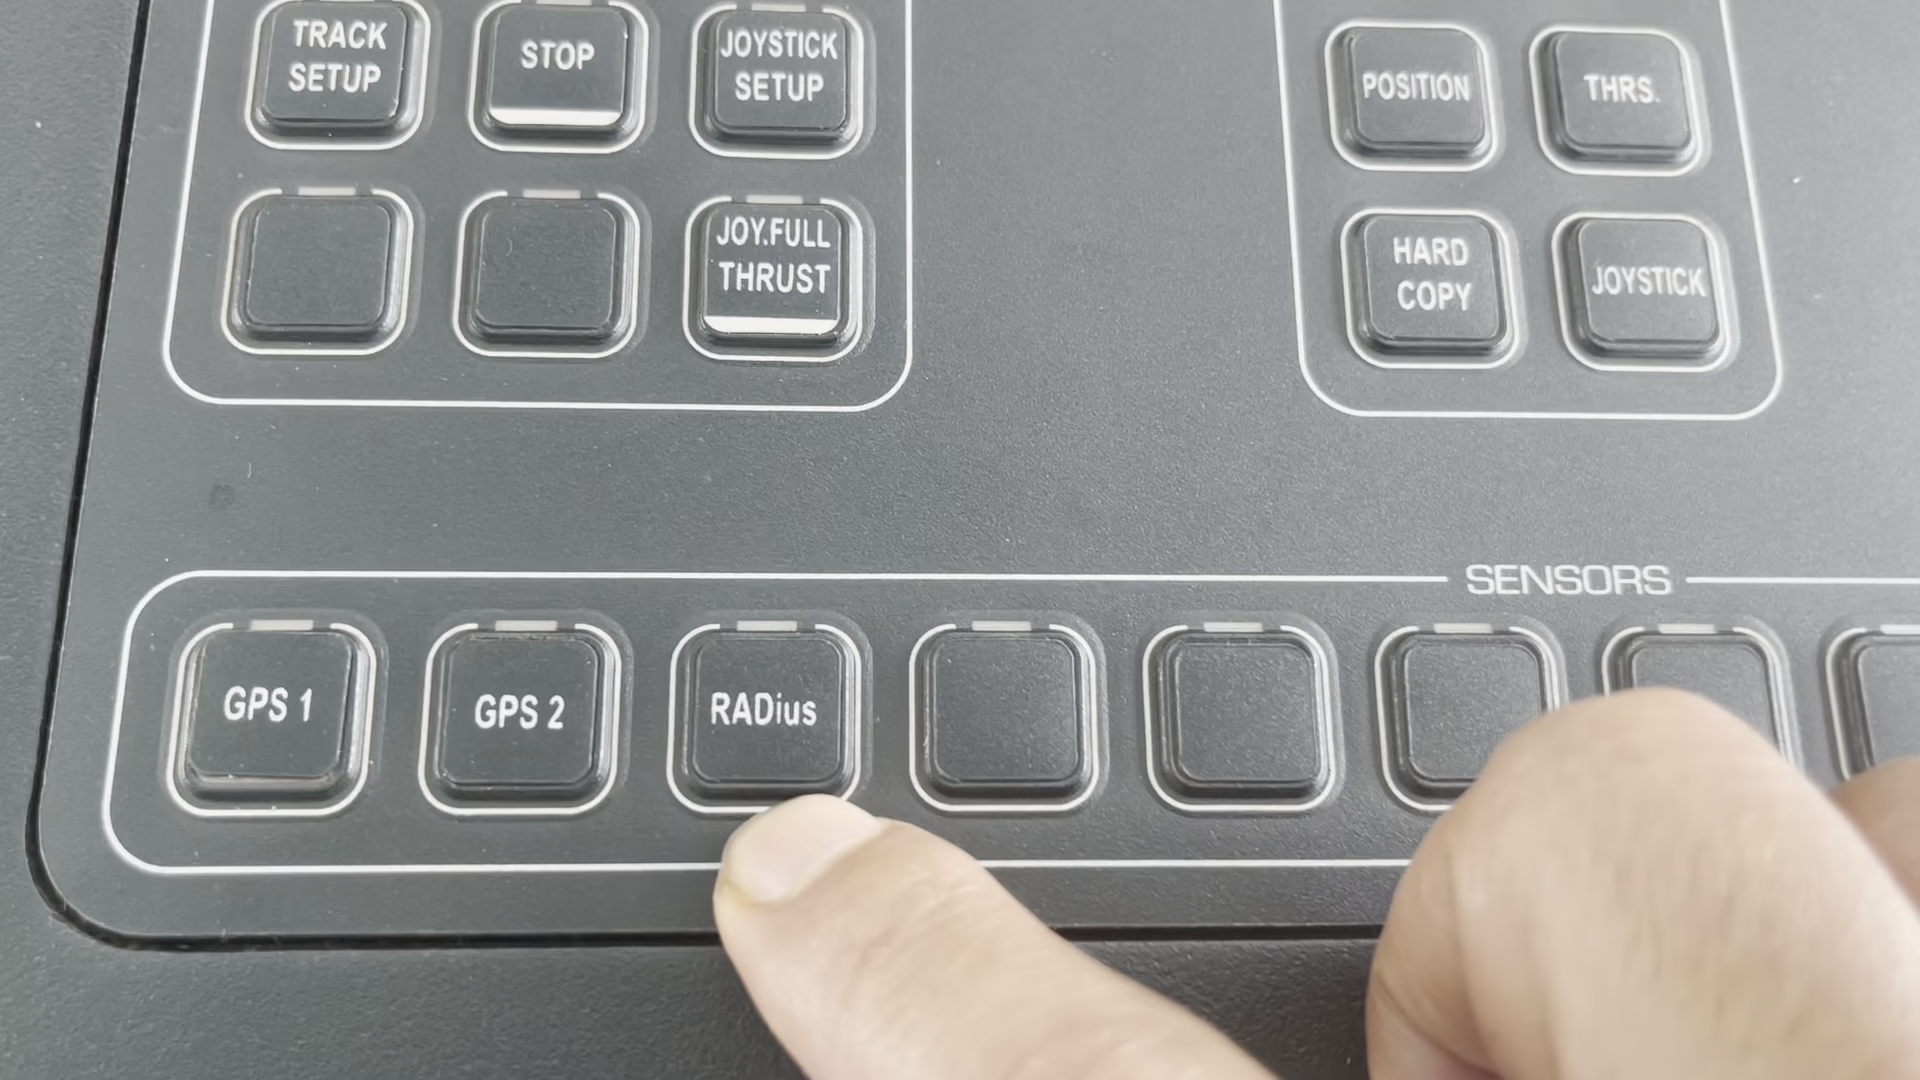 TRACK
SETUP
STOP
JOYSTICK
SETUP
POSITION
THRS.
JOY.FULL
THRUST
HARD
COPY
JOYSTICK
SENSORS
GPS 1
GPS 2
RADius